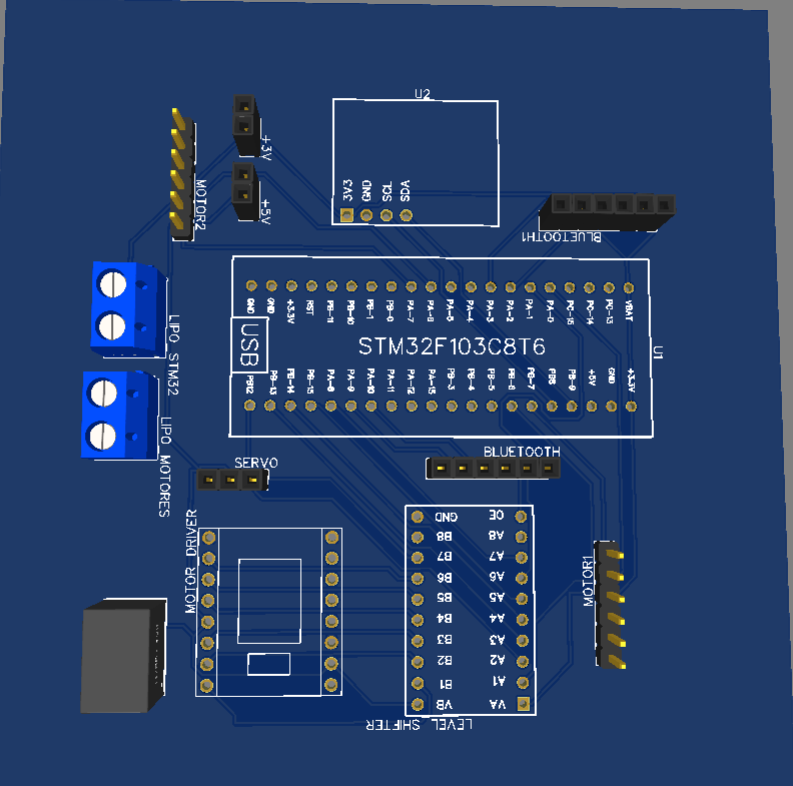 U2
+3V
3V3 GND SCL SDA
MOTOR2
+5V
BLUETOOTH1
GND GND +3.3V RST PB-11 PB-10 PB-1 PB-0 PA-7 PA-6 PA-5 PA-4 PA-3 PA-2 PA-1 PA-0 PC-15 PC-14 PC-13 VBAT
LIPO STM32
USB
STM32F103C8T6
U1
PB12 PB-13 PB-14 PB-15 PA-8 PA-9 PA-10 PA-11 PA-12 PA-15 PB-3 PB-4 PB-5 PB-6 PB-7 PB8 PB-9 +5V GND +3.3V
LIPO MOTORES
SERVO
BLUETOOTH
MOTOR DRIVER
GND OE
B8 A8
B7 A7
B6 A6
B5 A5
B4 A4
B3 A3
B2 A2
B1 A1
VB VA
MOTOR1
LEVEL SHIFTER